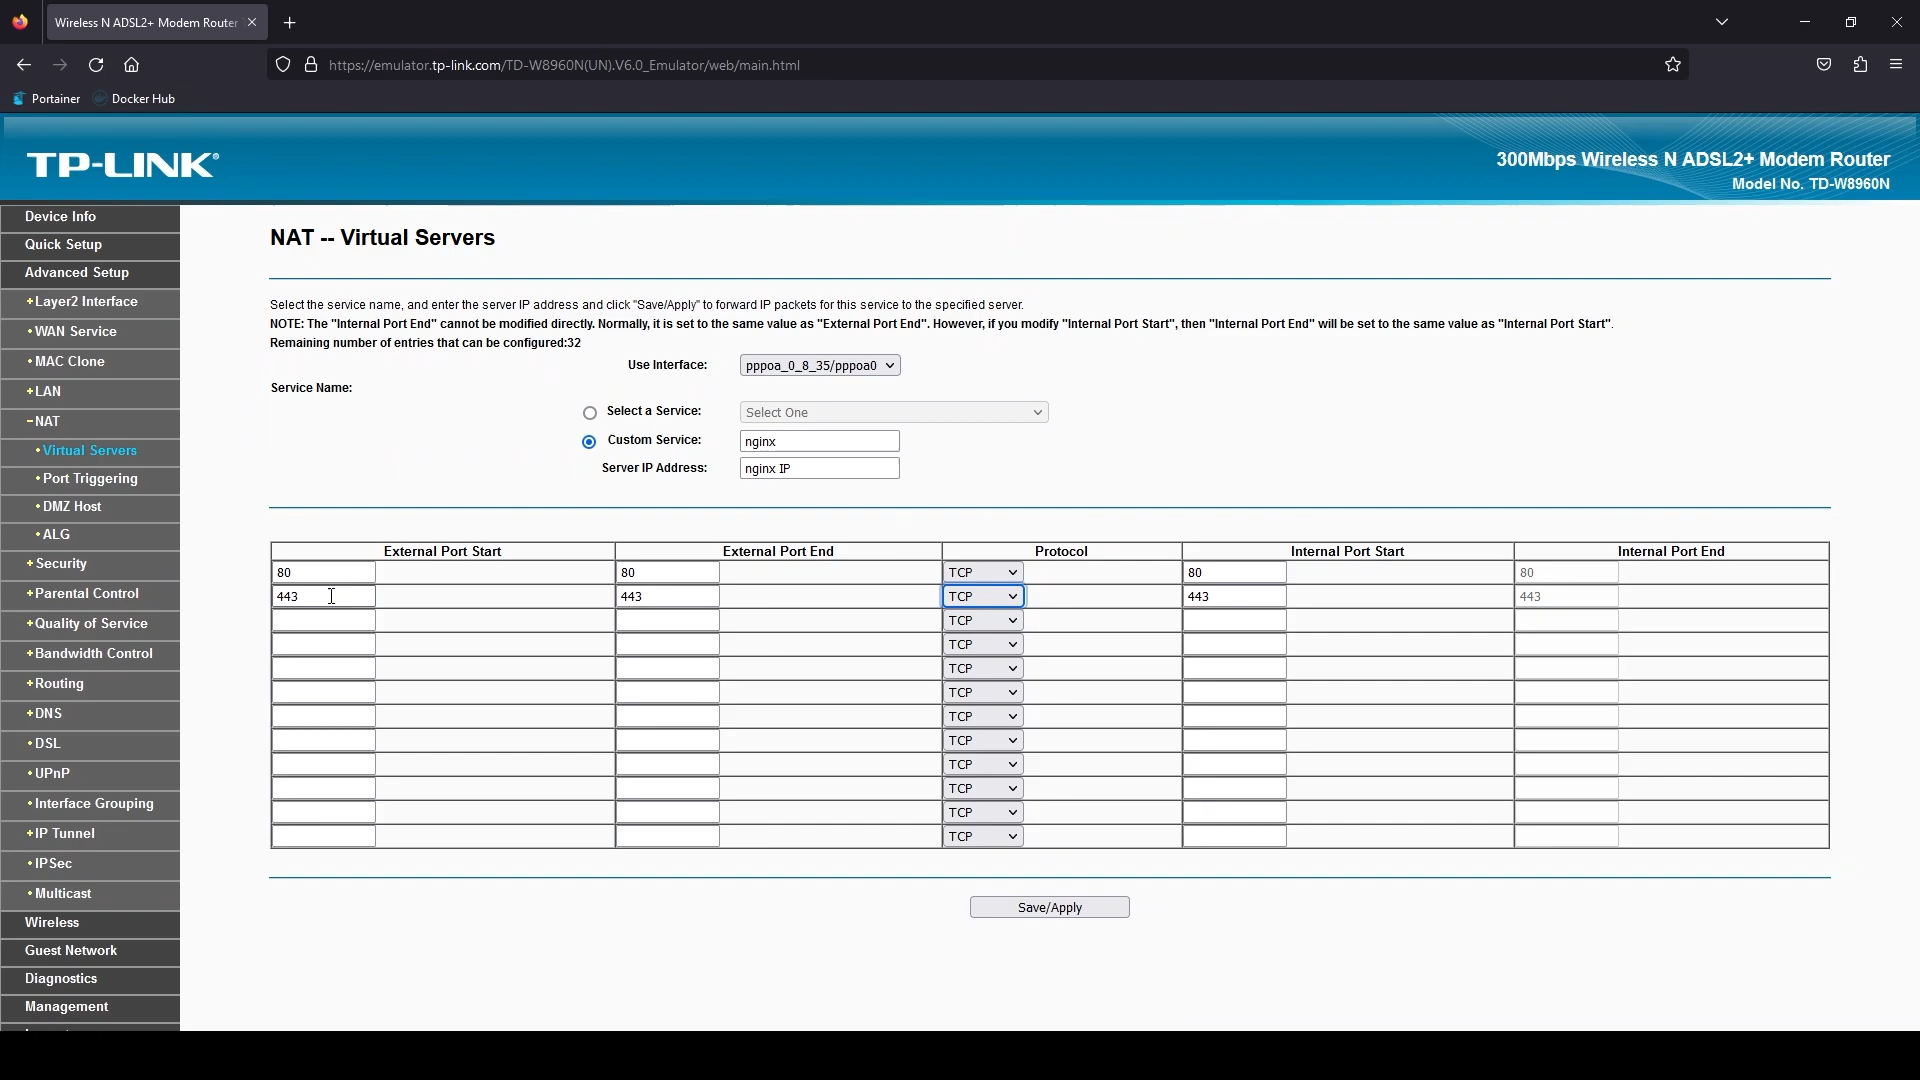 Wireless N ADSL2+ Modem Router
https://emulator.tp-link.com/TD-W8960N(UN).V6.0_Emulator/web/main.html
Portainer
Docker Hub
TP-LINK®
300Mbps Wireless N ADSL2+ Modem Router
Model No. TD-W8960N
Device Info
Quick Setup
Advanced Setup
+Layer2 Interface
•WAN Service
•MAC Clone
+LAN
−NAT
•Virtual Servers
•Port Triggering
•DMZ Host
•ALG
+Security
+Parental Control
+Quality of Service
+Bandwidth Control
+Routing
+DNS
•DSL
•UPnP
•Interface Grouping
+IP Tunnel
•IPSec
•Multicast
Wireless
Guest Network
Diagnostics
Management
NAT -- Virtual Servers
Select the service name, and enter the server IP address and click "Save/Apply" to forward IP packets for this service to the specified server.
NOTE: The "Internal Port End" cannot be modified directly. Normally, it is set to the same value as "External Port End". However, if you modify "Internal Port Start", then "Internal Port End" will be set to the same value as "Internal Port Start".
Remaining number of entries that can be configured:32
Use Interface: pppoa_0_8_35/pppoa0
Service Name:
Select a Service: Select One
Custom Service: nginx
Server IP Address: nginx IP
External Port Start External Port End Protocol Internal Port Start Internal Port End
80 80 TCP 80 80
443 443 TCP 443 443
TCP
TCP
TCP
TCP
TCP
TCP
TCP
TCP
TCP
TCP
Save/Apply